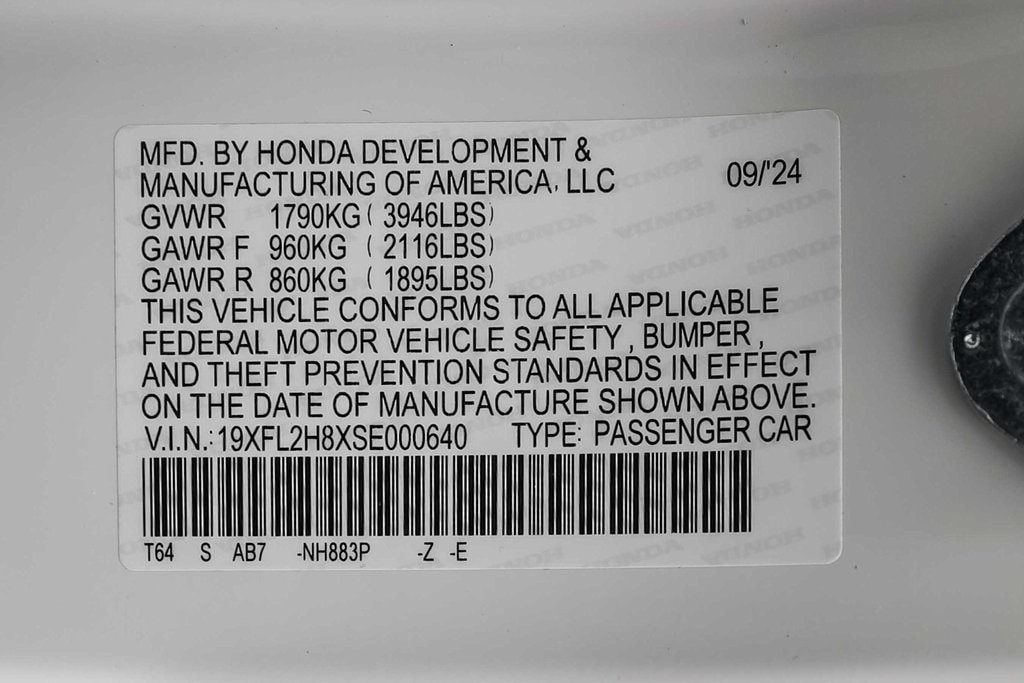 MFD. BY HONDA DEVELOPMENT &
MANUFACTURING OF AMERICA, LLC 09/'24
GVWR 1790KG ( 3946LBS)
GAWR F 960KG ( 2116LBS)
GAWR R 860KG ( 1895LBS)
THIS VEHICLE CONFORMS TO ALL APPLICABLE
FEDERAL MOTOR VEHICLE SAFETY , BUMPER ,
AND THEFT PREVENTION STANDARDS IN EFFECT
ON THE DATE OF MANUFACTURE SHOWN ABOVE.
V.I.N.: 19XFL2H8XSE000640 TYPE: PASSENGER CAR
T64 S AB7 -NH883P -Z -E